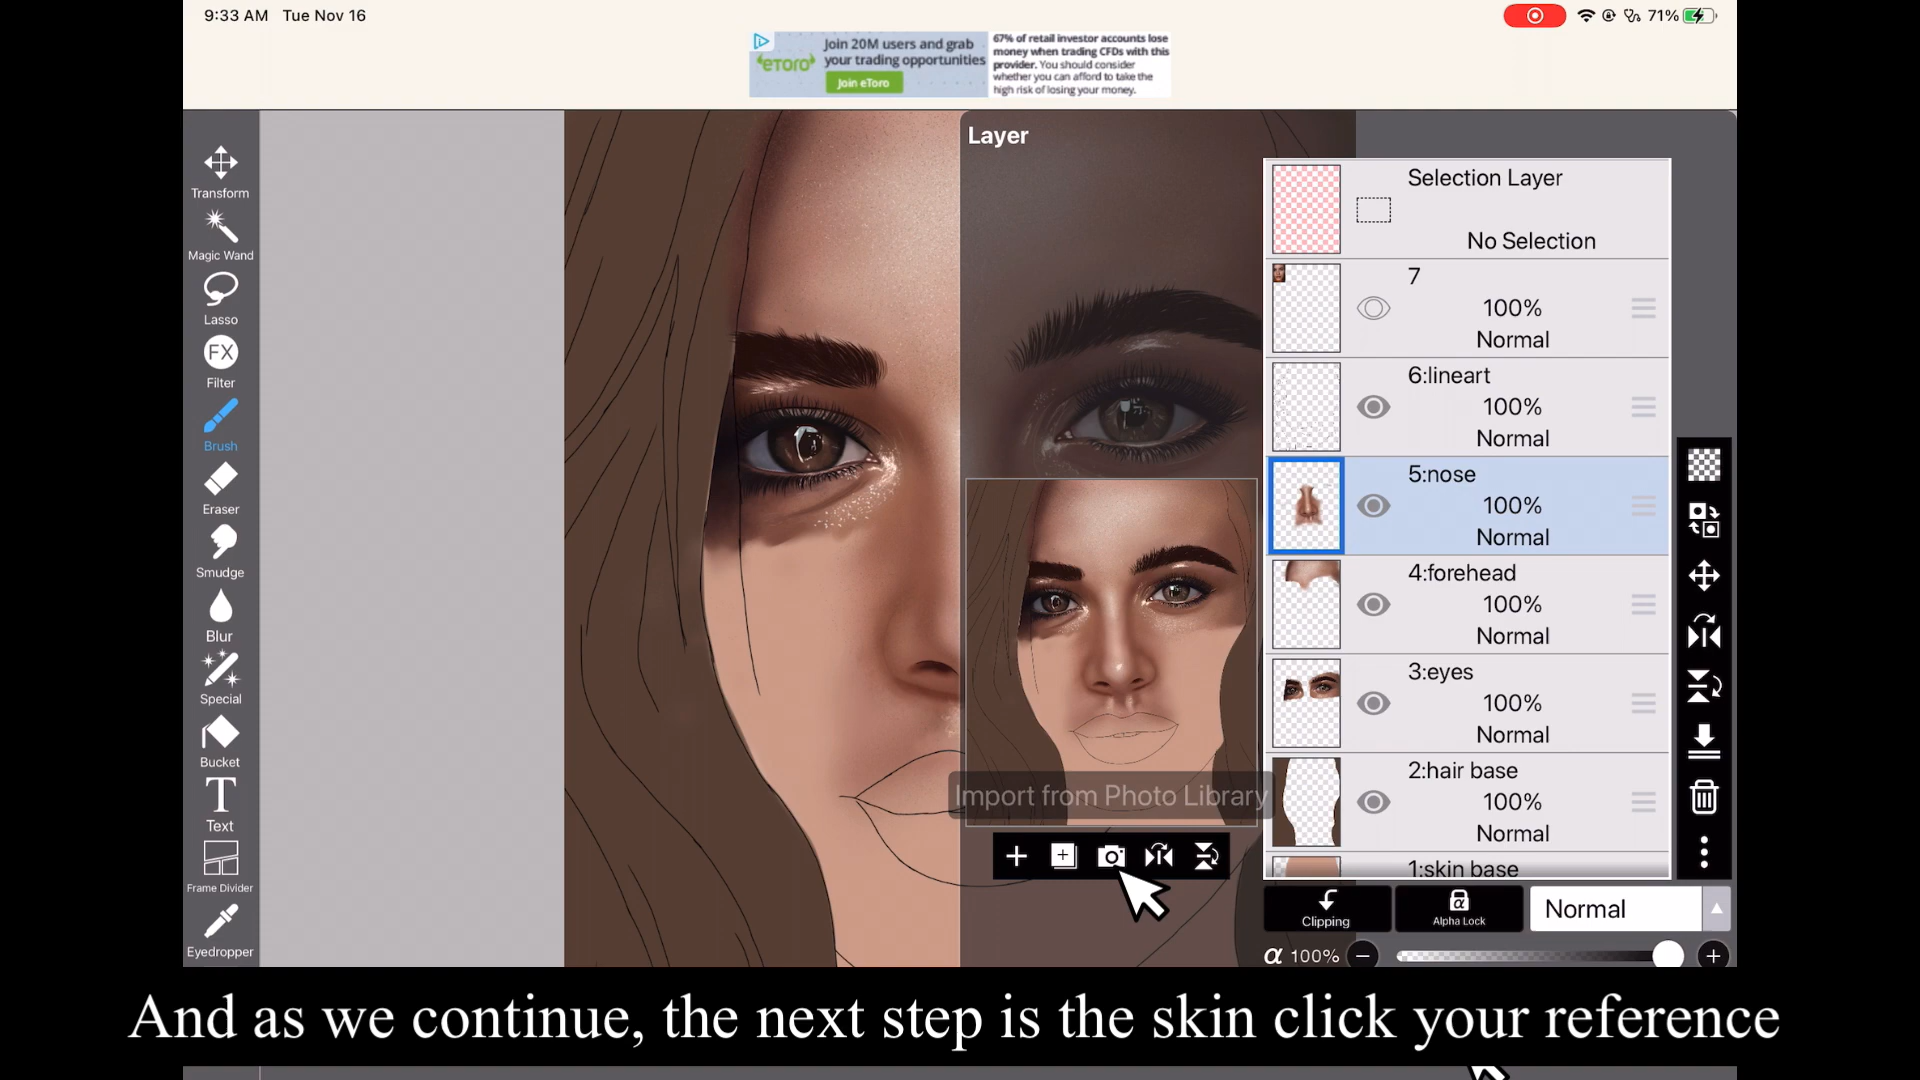 9:33 AM Tue Nov 16
71%
eToro
Join 20M users and grab
your trading opportunities
Join eToro
67% of retail investor accounts lose
money when trading CFDs with this
provider. You should consider
whether you can afford to take the
high risk of losing your money.
Transform
Magic Wand
Lasso
FX
Filter
Brush
Eraser
Smudge
Blur
Special
Bucket
T
Text
Frame Divider
Eyedropper
Layer
Selection Layer
No Selection
7
100%
Normal
6:lineart
100%
Normal
5:nose
100%
Normal
4:forehead
100%
Normal
3:eyes
100%
Normal
2:hair base
100%
Normal
1:skin base
Import from Photo Library
Clipping
Alpha Lock
Normal
α 100%
And as we continue, the next step is the skin click your reference